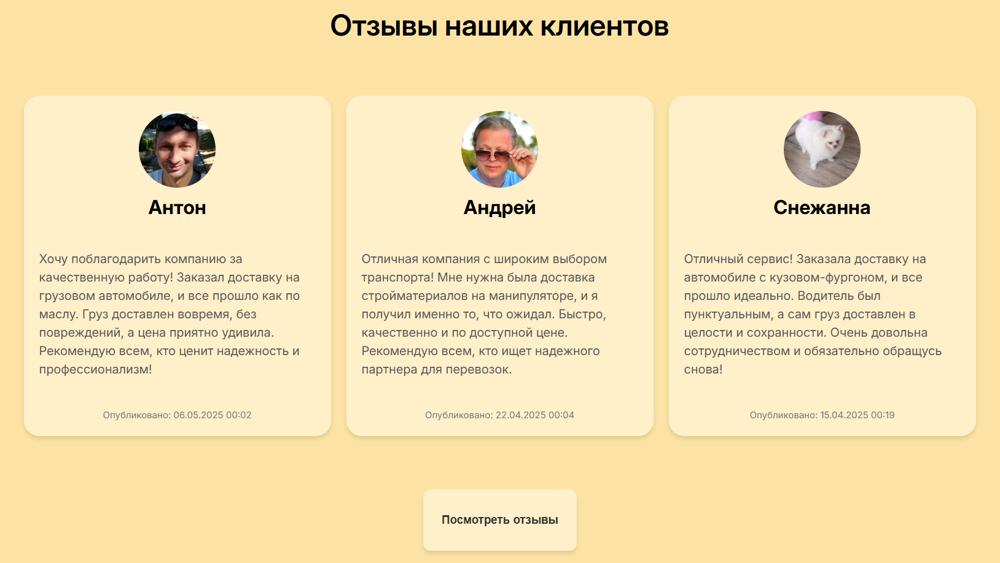 Отзывы наших клиентов
Антон
Хочу поблагодарить компанию за
качественную работу! Заказал доставку на
грузовом автомобиле, и все прошло как по
маслу. Груз доставлен вовремя, без
повреждений, а цена приятно удивила.
Рекомендую всем, кто ценит надежность и
профессионализм!
Опубликовано: 06.05.2025 00:02
Андрей
Отличная компания с широким выбором
транспорта! Мне нужна была доставка
стройматериалов на манипуляторе, и я
получил именно то, что ожидал. Быстро,
качественно и по доступной цене.
Рекомендую всем, кто ищет надежного
партнера для перевозок.
Опубликовано: 22.04.2025 00:04
Снежанна
Отличный сервис! Заказала доставку на
автомобиле с кузовом-фургоном, и все
прошло идеально. Водитель был
пунктуальным, а сам груз доставлен в
целости и сохранности. Очень довольна
сотрудничеством и обязательно обращусь
снова!
Опубликовано: 15.04.2025 00:19
Посмотреть отзывы